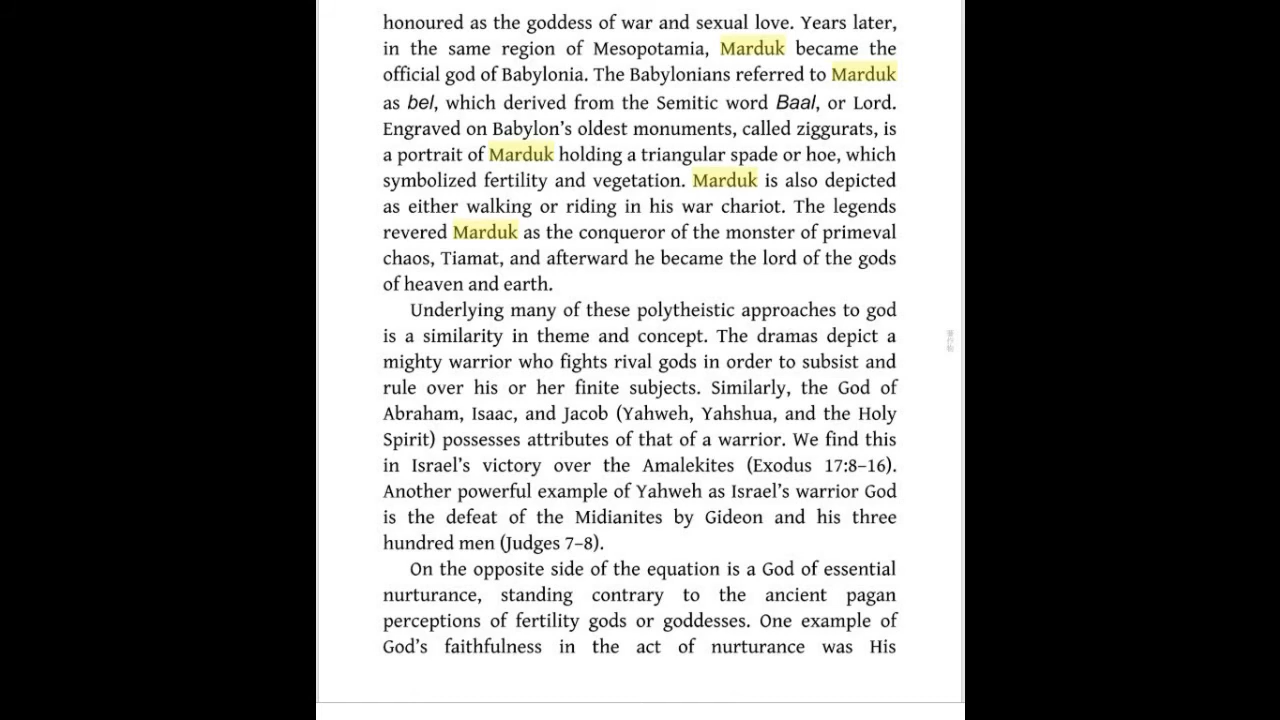 honoured as the goddess of war and sexual love. Years later,
in the same region of Mesopotamia, Marduk became the
official god of Babylonia. The Babylonians referred to Marduk
as bel, which derived from the Semitic word Baal, or Lord.
Engraved on Babylon's oldest monuments, called ziggurats, is
a portrait of Marduk holding a triangular spade or hoe, which
symbolized fertility and vegetation. Marduk is also depicted
as either walking or riding in his war chariot. The legends
revered Marduk as the conqueror of the monster of primeval
chaos, Tiamat, and afterward he became the lord of the gods
of heaven and earth.
Underlying many of these polytheistic approaches to god
is a similarity in theme and concept. The dramas depict a
mighty warrior who fights rival gods in order to subsist and
rule over his or her finite subjects. Similarly, the God of
Abraham, Isaac, and Jacob (Yahweh, Yahshua, and the Holy
Spirit) possesses attributes of that of a warrior. We find this
in Israel's victory over the Amalekites (Exodus 17:8–16).
Another powerful example of Yahweh as Israel's warrior God
is the defeat of the Midianites by Gideon and his three
hundred men (Judges 7–8).
On the opposite side of the equation is a God of essential
nurturance, standing contrary to the ancient pagan
perceptions of fertility gods or goddesses. One example of
God's faithfulness in the act of nurturance was His